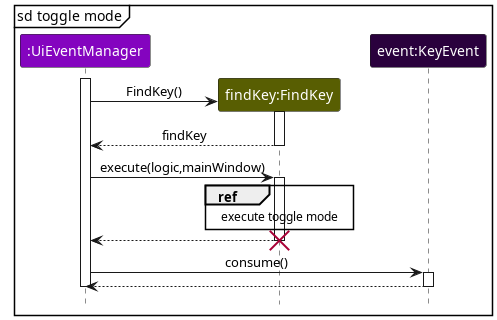 sd toggle mode
:UiEventManager
event:KeyEvent
FindKey()
findKey:FindKey
findKey
execute(logic,mainWindow)
ref
execute toggle mode
consume()